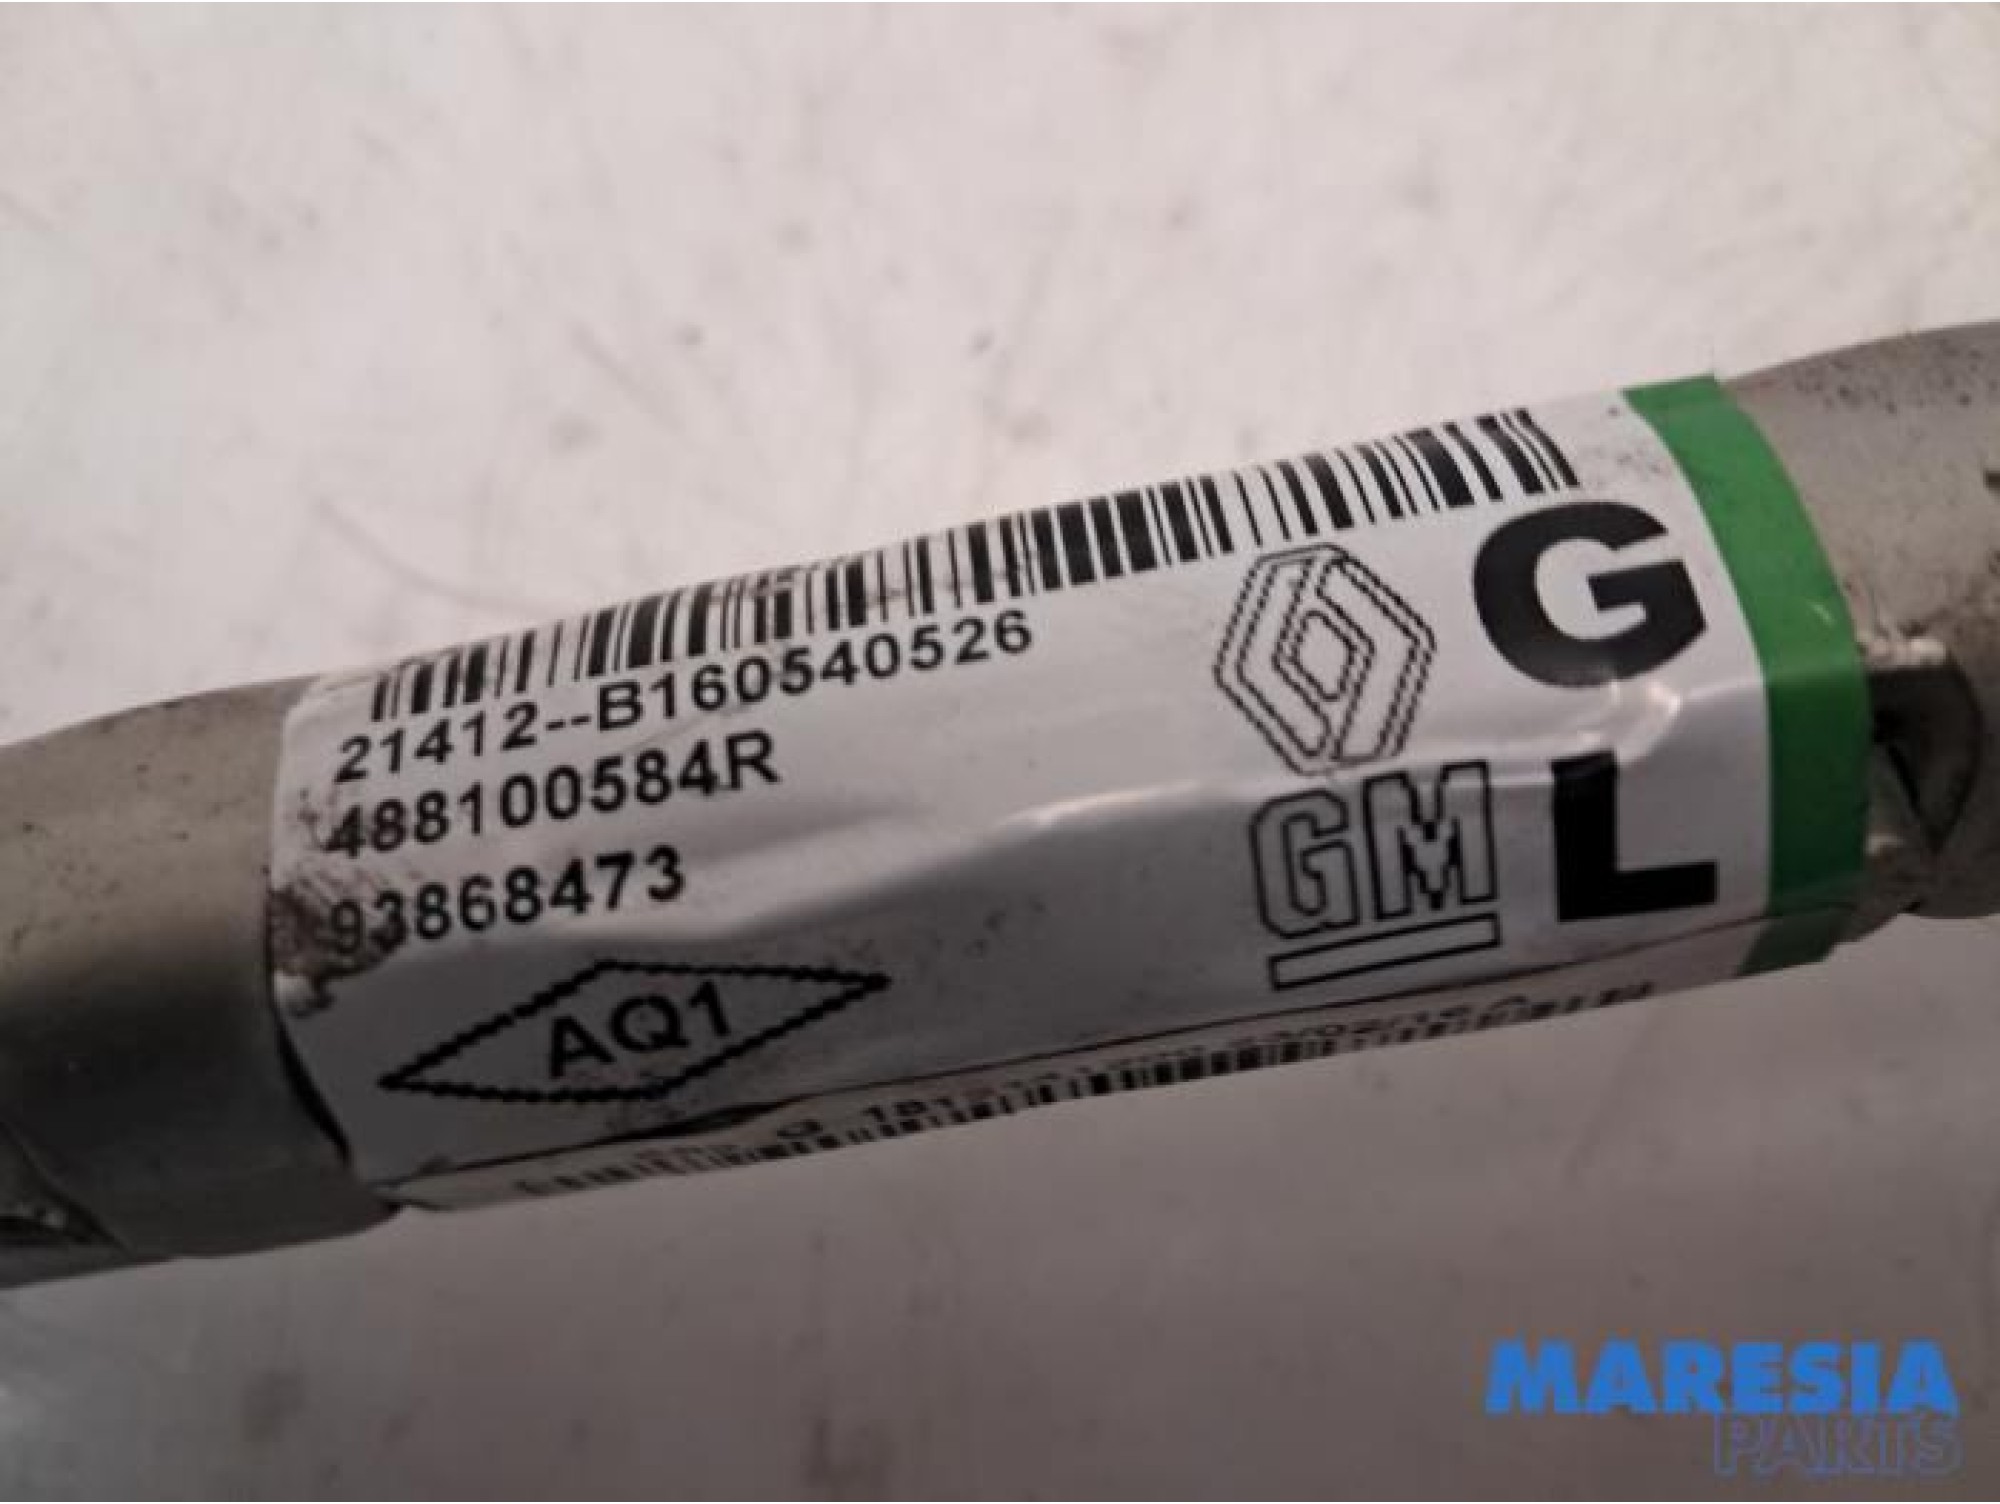 21412--B160540526
488100584R
93868473
AQ1
GM
G
L
MARESIA
PARTS